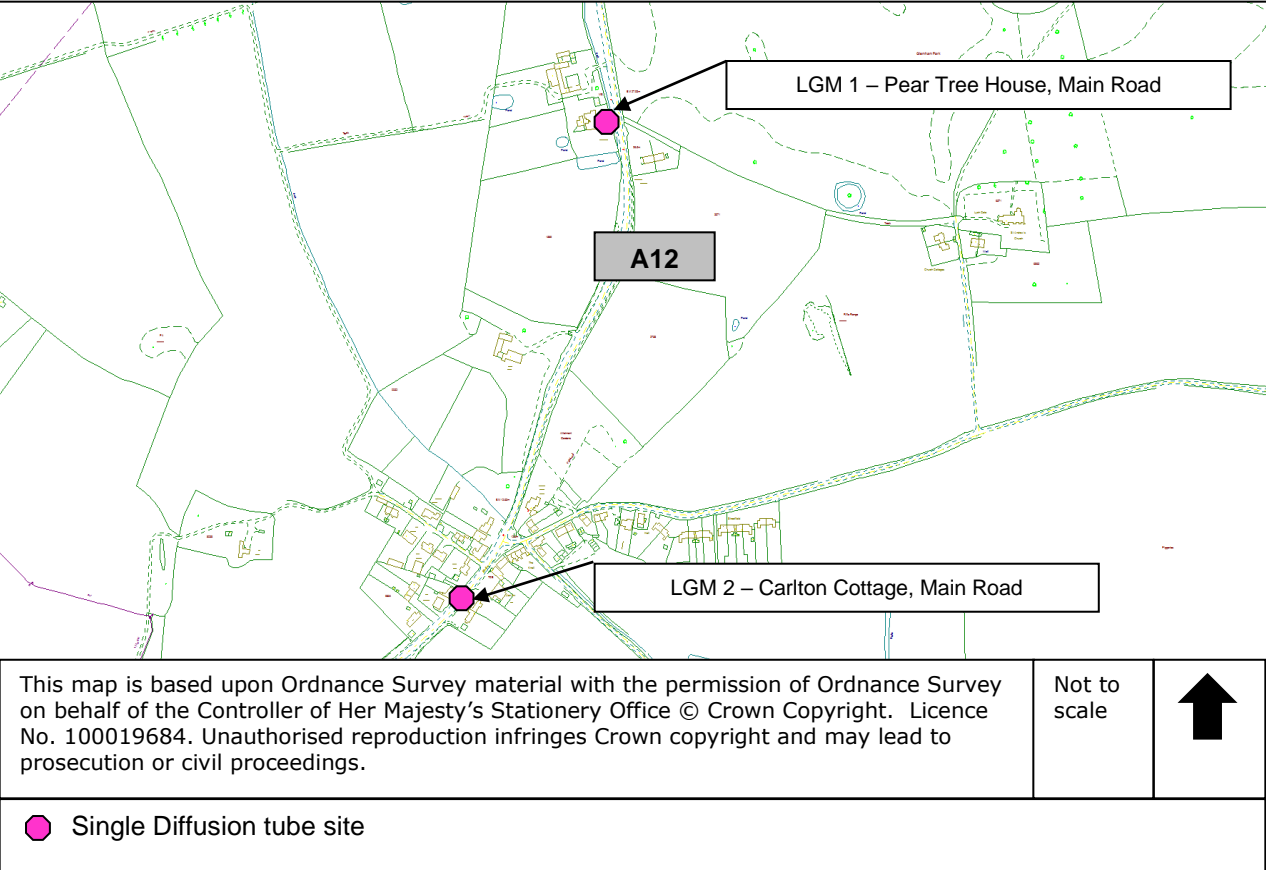 LGM 1 – Pear Tree House, Main Road
A12
LGM 2 – Carlton Cottage, Main Road
This map is based upon Ordnance Survey material with the permission of Ordnance Survey
on behalf of the Controller of Her Majesty's Stationery Office © Crown Copyright. Licence
No. 100019684. Unauthorised reproduction infringes Crown copyright and may lead to
prosecution or civil proceedings.
Not to
scale
Single Diffusion tube site